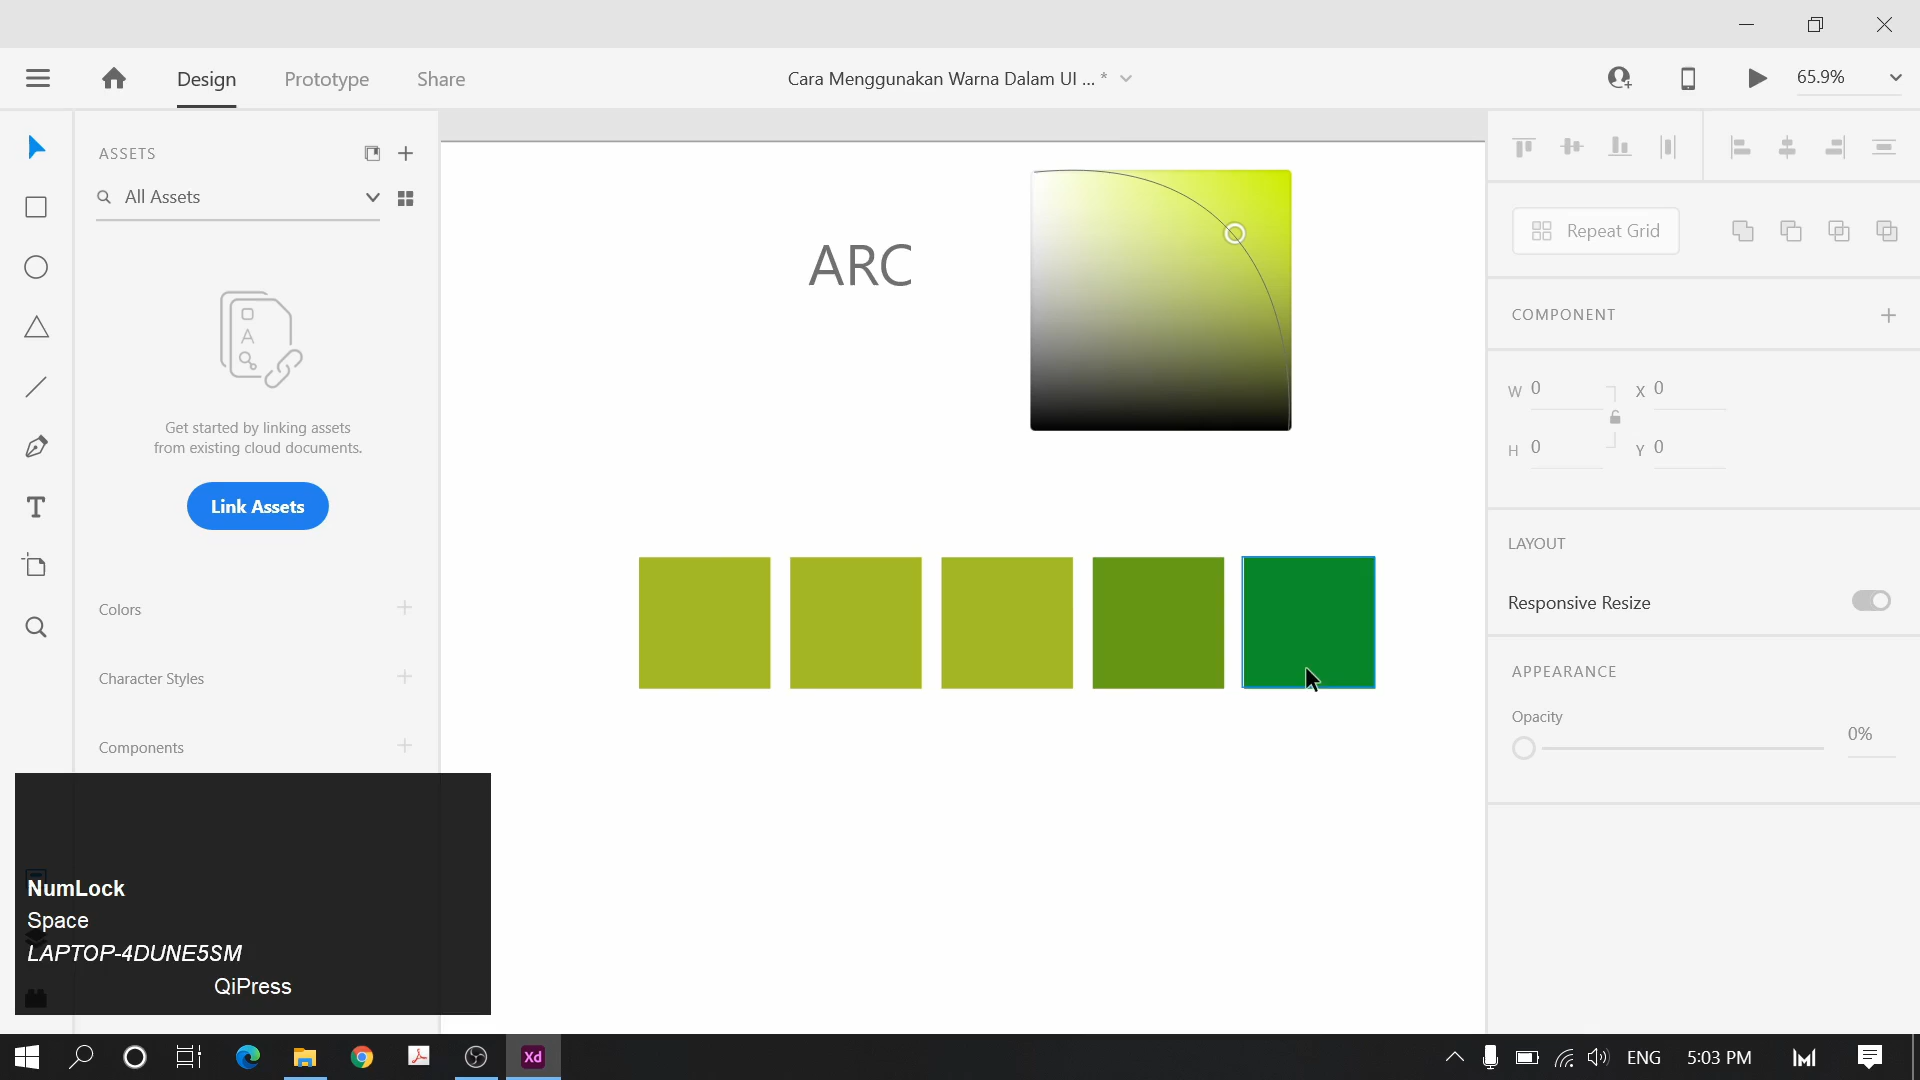 Design
Prototype
Share
Cara Menggunakan Warna Dalam UI ... *
65.9%
ASSETS
All Assets
A
Get started by linking assets
from existing cloud documents.
Link Assets
Colors
Character Styles
Components
ARC
Repeat Grid
COMPONENT
W 0
X 0
H 0
Y 0
LAYOUT
Responsive Resize
APPEARANCE
Opacity
0%
NumLock
Space
LAPTOP-4DUNE5SM
QiPress
Xd
ENG
5:03 PM